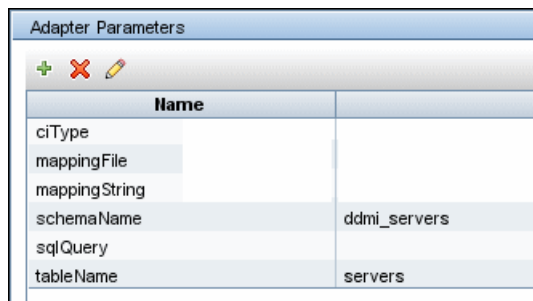 Adapter Parameters
Name
ciType
mappingFile
mappingString
schemaName ddmi_servers
sqlQuery
tableName servers